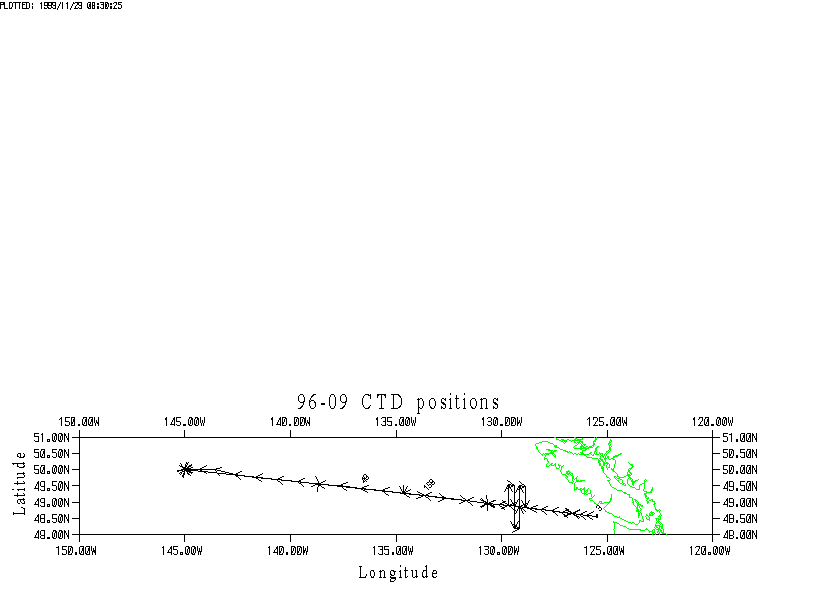 PLOTTED: 1999/11/29 08:30:25
96-09 CTD positions
150.00W 145.00W 140.00W 135.00W 130.00W 125.00W 120.00W
51.00N 51.00N
50.50N 50.50N
50.00N 50.00N
49.50N 49.50N
49.00N 49.00N
48.50N 48.50N
48.00N 48.00N
Latitude
150.00W 145.00W 140.00W 135.00W 130.00W 125.00W 120.00W
Longitude